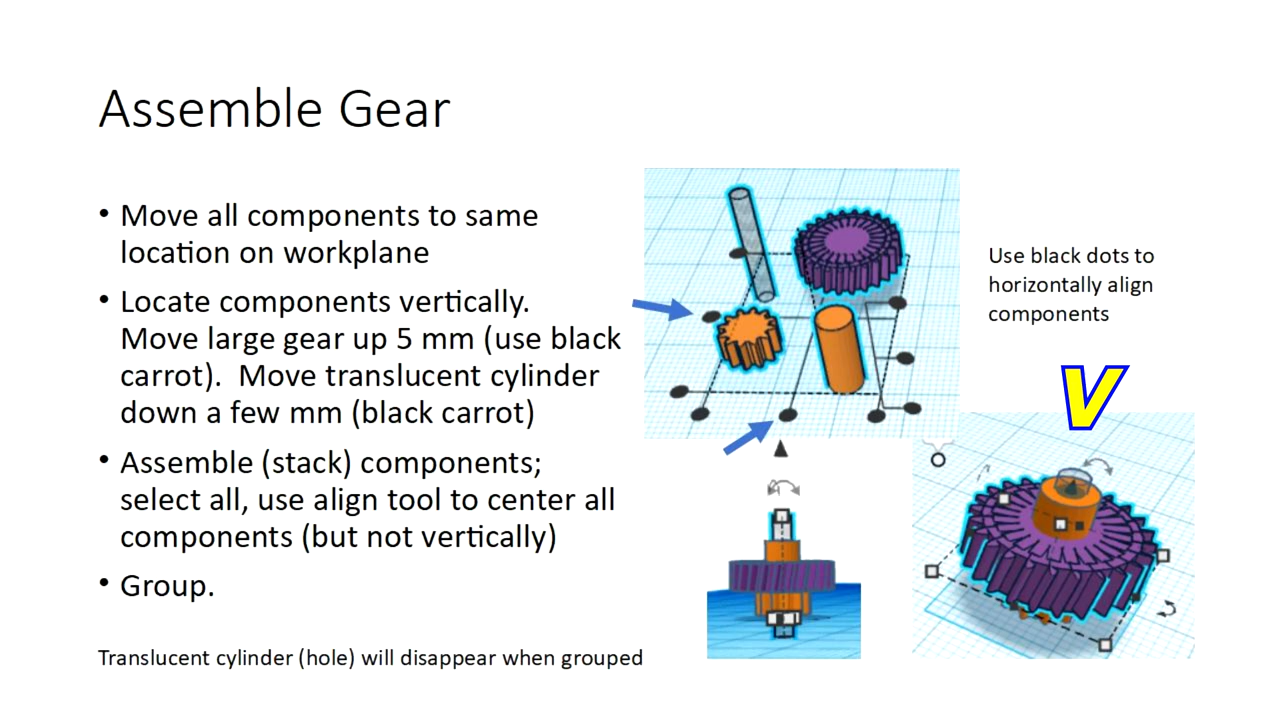 Assemble Gear
• Move all components to same
location on workplane
• Locate components vertically.
Move large gear up 5 mm (use black
carrot).  Move translucent cylinder
down a few mm (black carrot)
• Assemble (stack) components;
select all, use align tool to center all
components (but not vertically)
• Group.
Translucent cylinder (hole) will disappear when grouped
Use black dots to
horizontally align
components
V